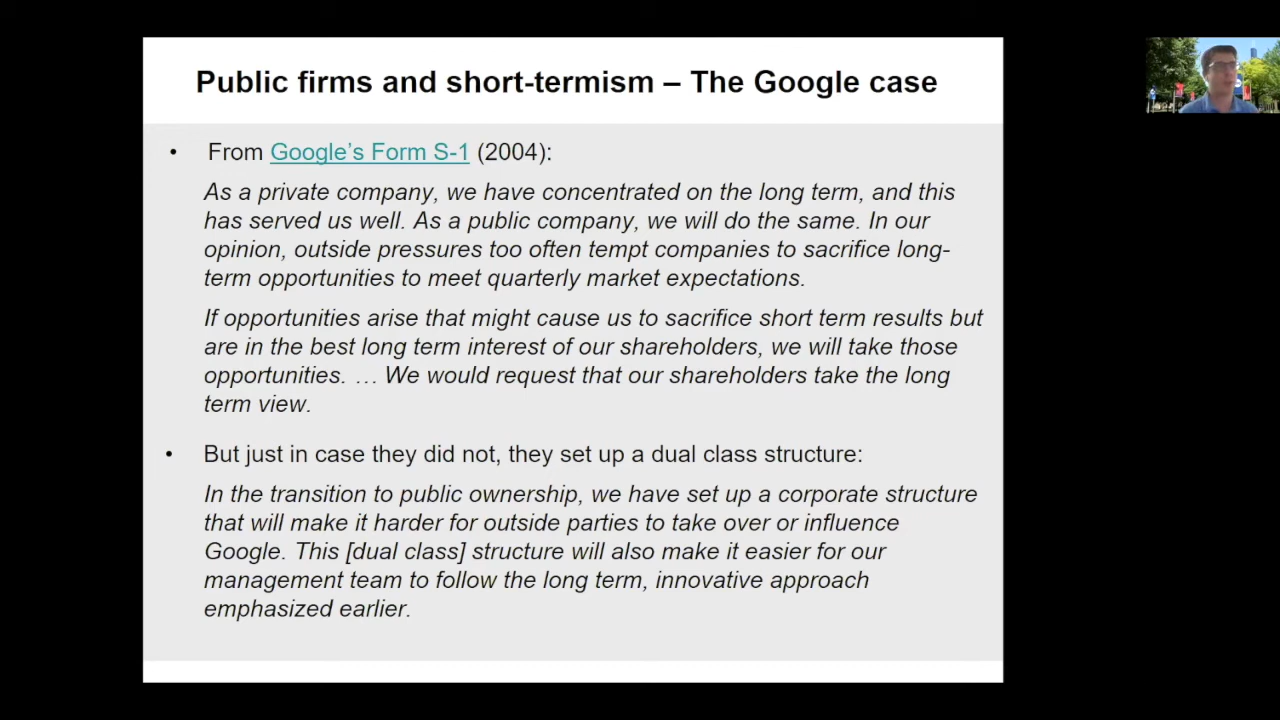 Public firms and short-termism – The Google case
• From Google's Form S-1 (2004):
As a private company, we have concentrated on the long term, and this
has served us well. As a public company, we will do the same. In our
opinion, outside pressures too often tempt companies to sacrifice long-
term opportunities to meet quarterly market expectations.
If opportunities arise that might cause us to sacrifice short term results but
are in the best long term interest of our shareholders, we will take those
opportunities. … We would request that our shareholders take the long
term view.
• But just in case they did not, they set up a dual class structure:
In the transition to public ownership, we have set up a corporate structure
that will make it harder for outside parties to take over or influence
Google. This [dual class] structure will also make it easier for our
management team to follow the long term, innovative approach
emphasized earlier.